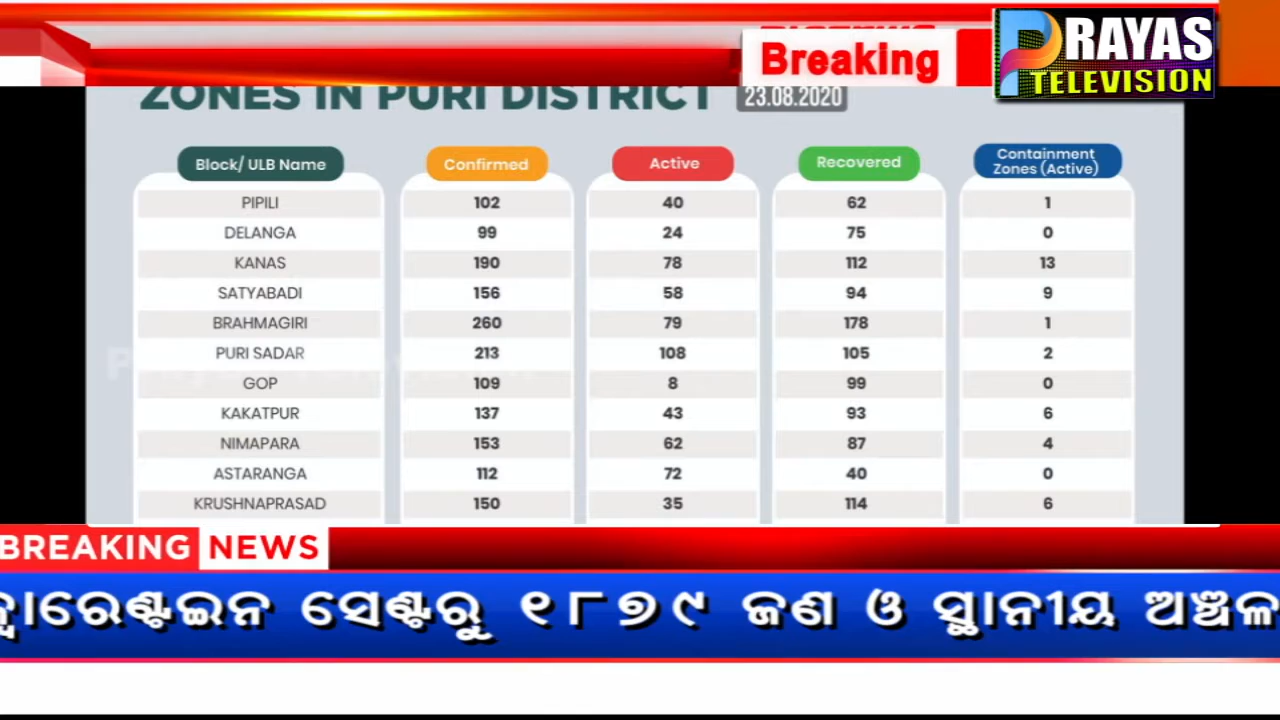 Breaking
PRAYAS
TELEVISION
ZONES IN PURI DISTRICT 23.08.2020
Block/ ULB Name Confirmed Active Recovered Containment Zones (Active)
PIPILI 102 40 62 1
DELANGA 99 24 75 0
KANAS 190 78 112 13
SATYABADI 156 58 94 9
BRAHMAGIRI 260 79 178 1
PURI SADAR 213 108 105 2
GOP 109 8 99 0
KAKATPUR 137 43 93 6
NIMAPARA 153 62 87 4
ASTARANGA 112 72 40 0
KRUSHNAPRASAD 150 35 114 6
BREAKING NEWS
ସେଣ୍ଟରୁ ୧୮୭୯ ଜଣ ଓ ସ୍ଥାନୀୟ ଅଞ୍ଚଳ